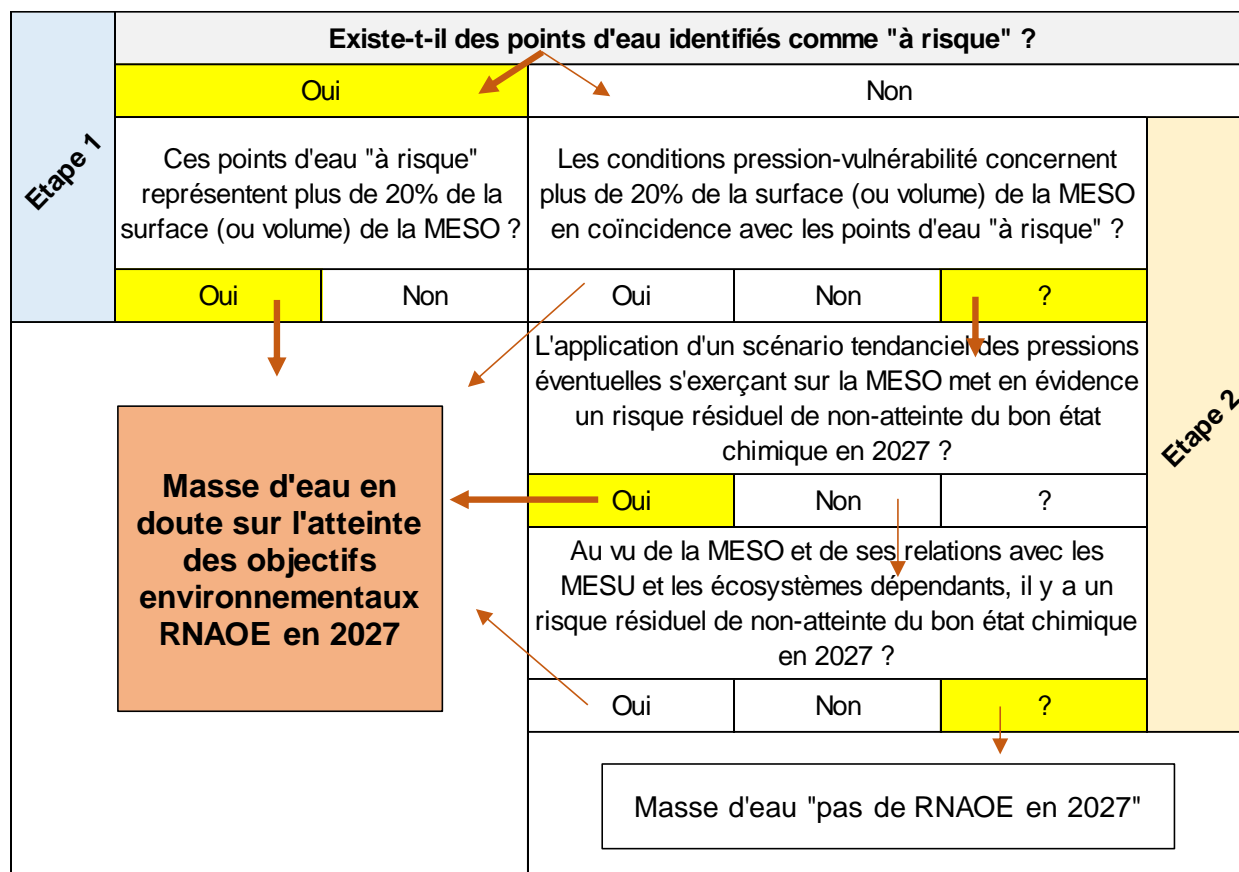 Existe-t-il des points d'eau identifiés comme "à risque" ?
Oui
Non
Etape 1
Ces points d'eau "à risque"
représentent plus de 20% de la
surface (ou volume) de la MESO ?
Les conditions pression-vulnérabilité concernent
plus de 20% de la surface (ou volume) de la MESO
en coïncidence avec les points d'eau "à risque" ?
Oui
Non
Oui
Non
?
Etape 2
L'application d'un scénario tendanciel des pressions
éventuelles s'exerçant sur la MESO met en évidence
un risque résiduel de non-atteinte du bon état
chimique en 2027 ?
Masse d'eau en
doute sur l'atteinte
des objectifs
environnementaux
RNAOE en 2027
Oui
Non
?
Au vu de la MESO et de ses relations avec les
MESU et les écosystèmes dépendants, il y a un
risque résiduel de non-atteinte du bon état chimique
en 2027 ?
Oui
Non
?
Masse d'eau "pas de RNAOE en 2027"